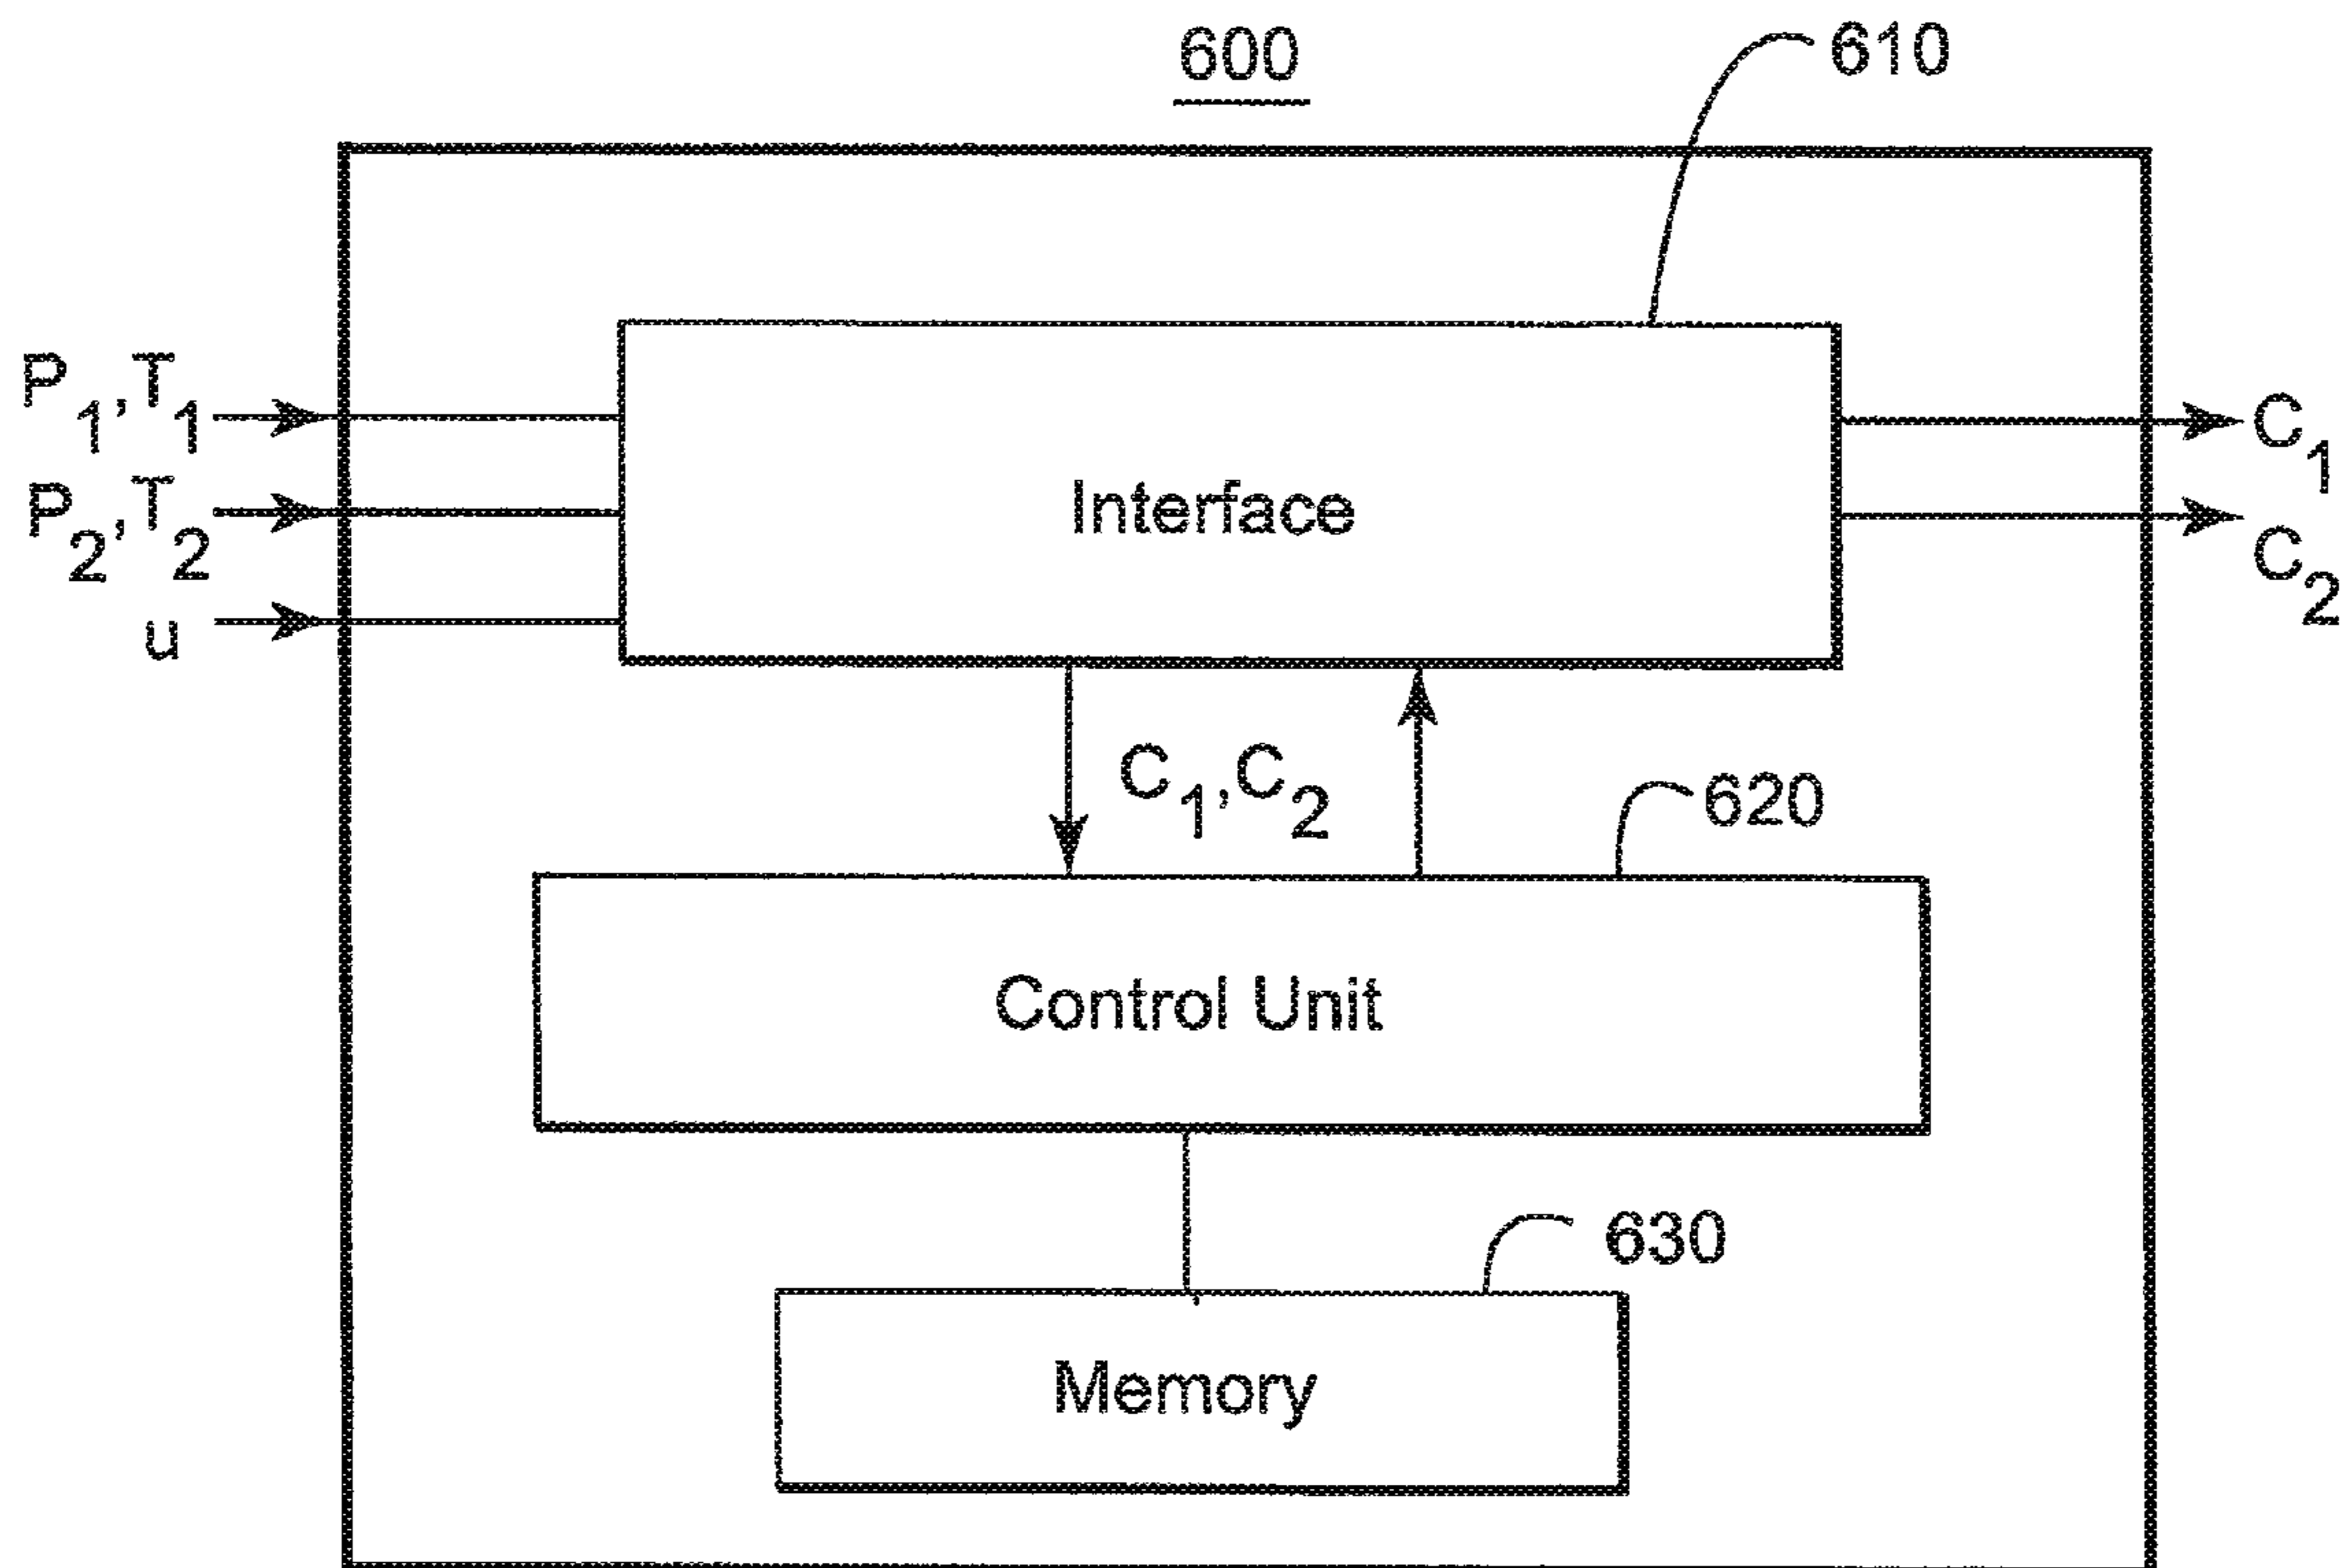 600
610
P1,T1
P2,T2
u
Interface
C1
C2
C1,C2
620
Control Unit
630
Memory